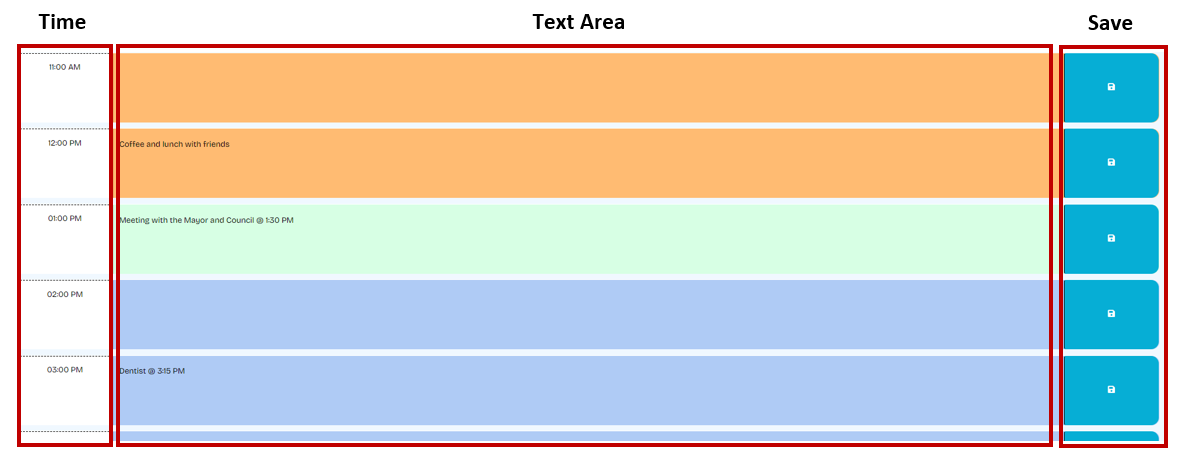 Time Text Area Save
11:00 AM
12:00 PM
Coffee and lunch with friends
01:00 PM
Meeting with the Mayor and Council @ 1:30 PM
02:00 PM
03:00 PM
Dentist @ 3:15 PM